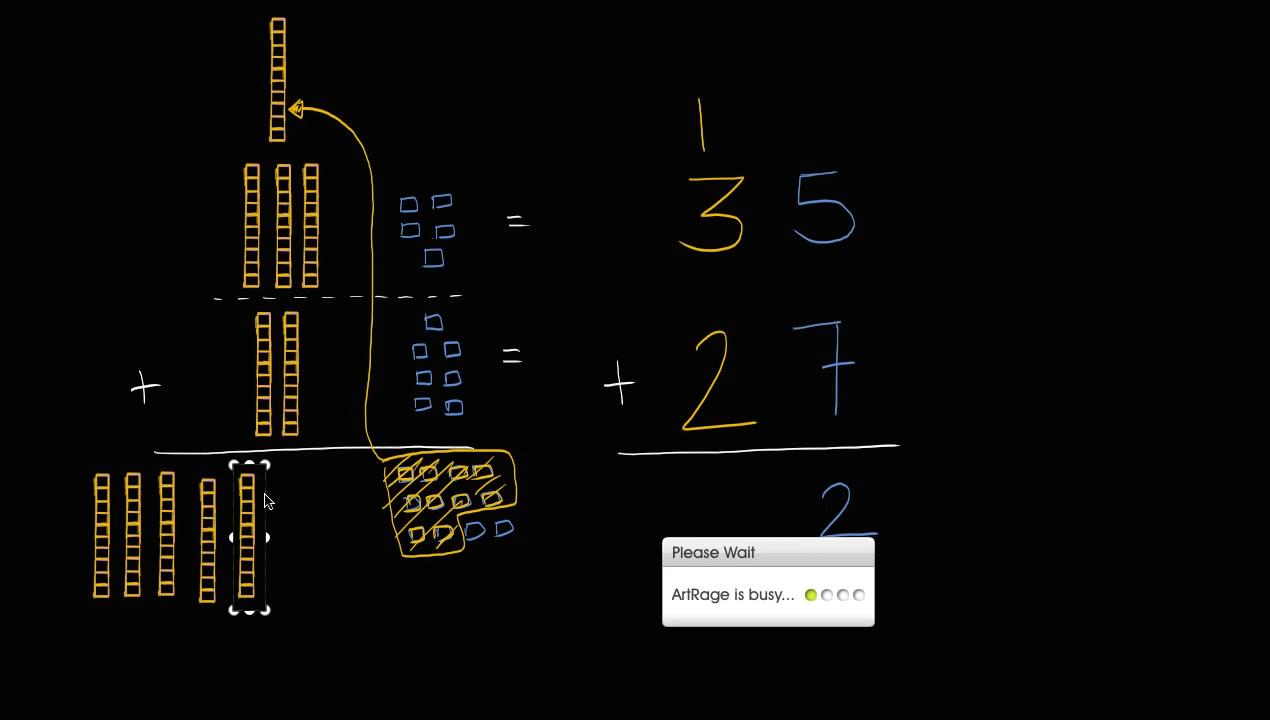 1
= 3 5
+ = + 2 7
2
Please Wait
ArtRage is busy...